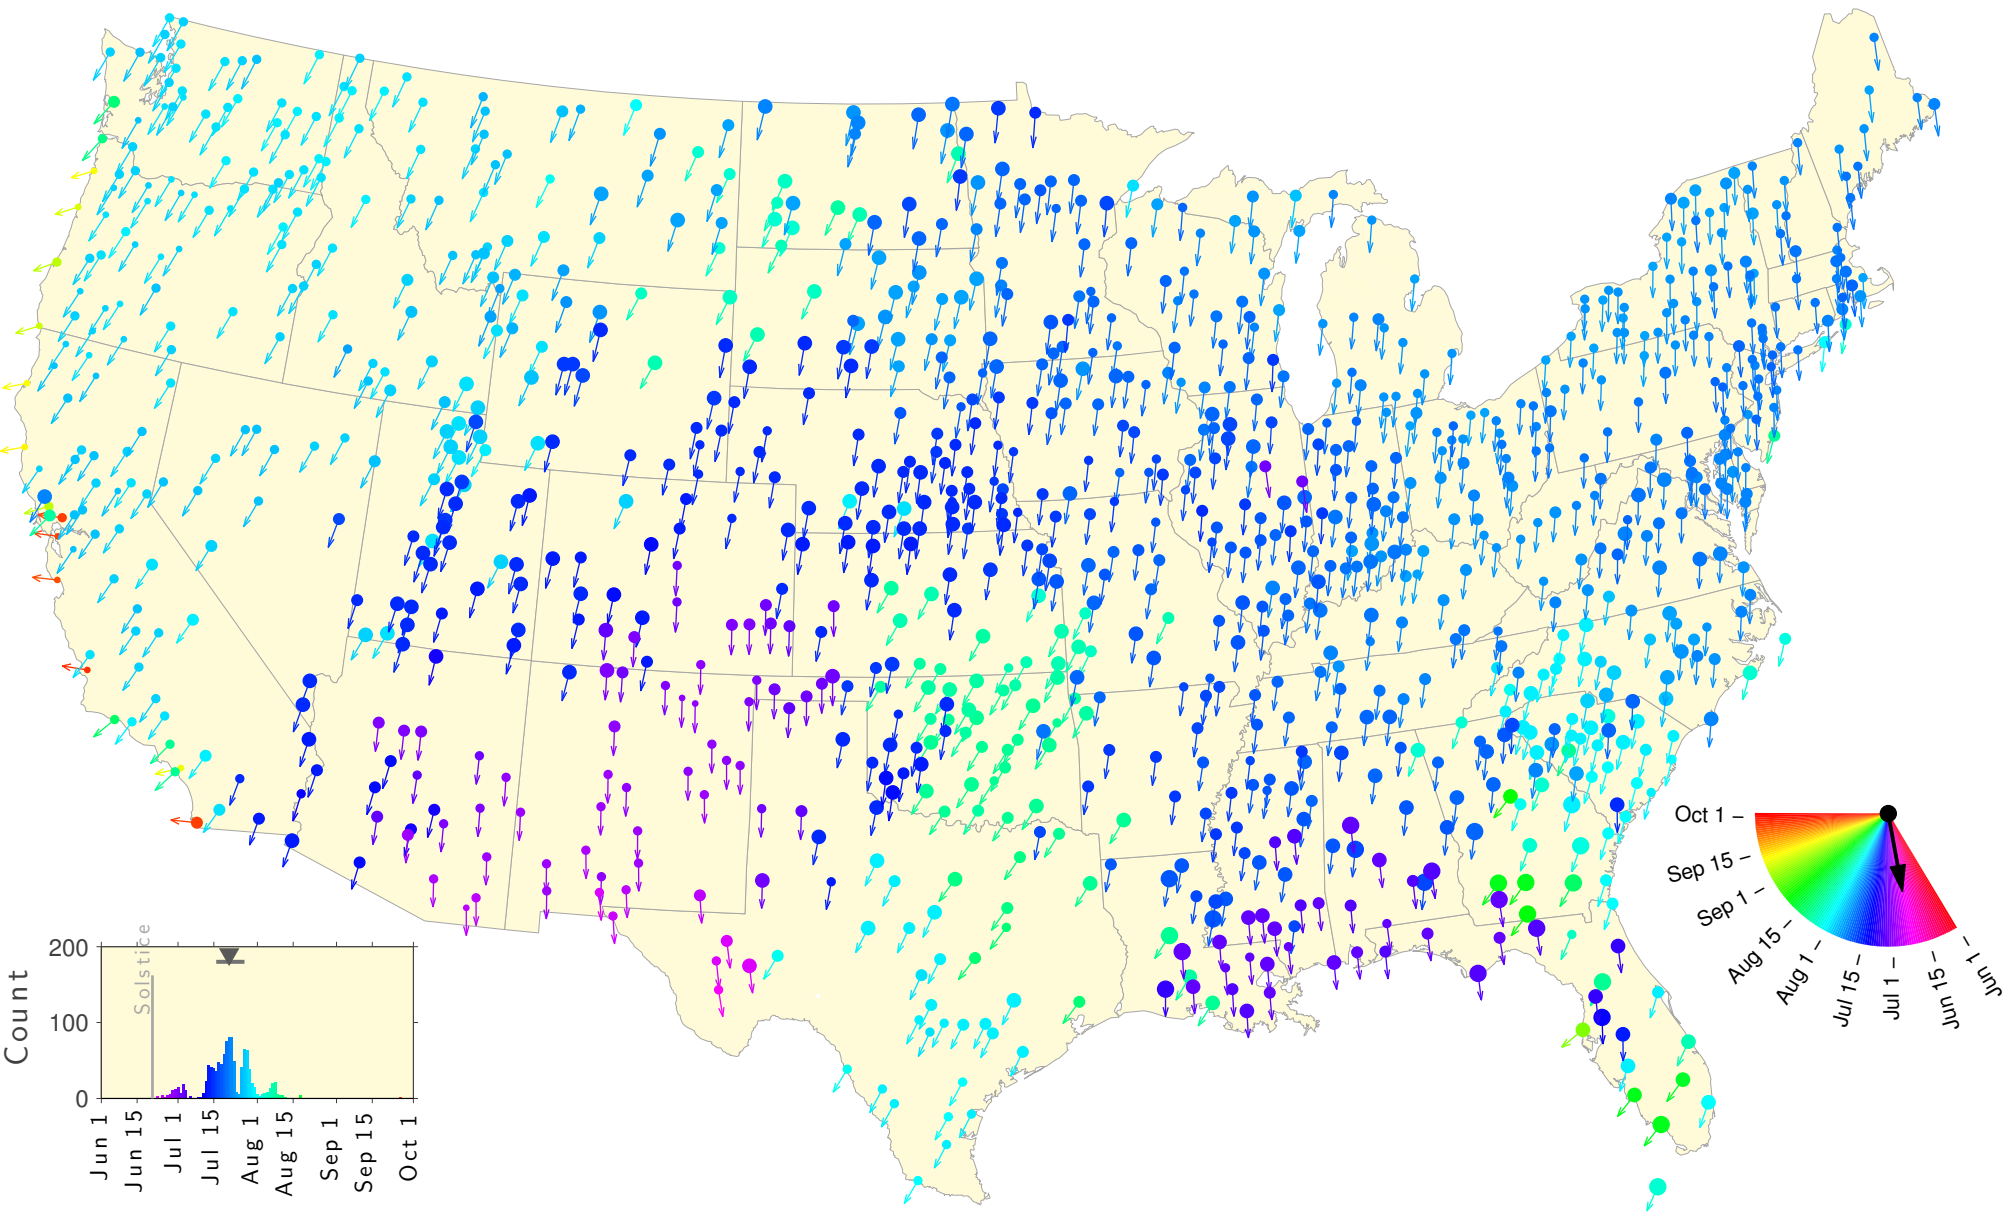 Oct 1 –
Sep 15 –
Sep 1 –
Aug 15 –
Aug 1 –
Jul 15 –
Jul 1 –
Jun 15 –
Jun 1 –
Solstice
Count
200
100
0
Jun 1
Jun 15
Jul 1
Jul 15
Aug 1
Aug 15
Sep 1
Sep 15
Oct 1